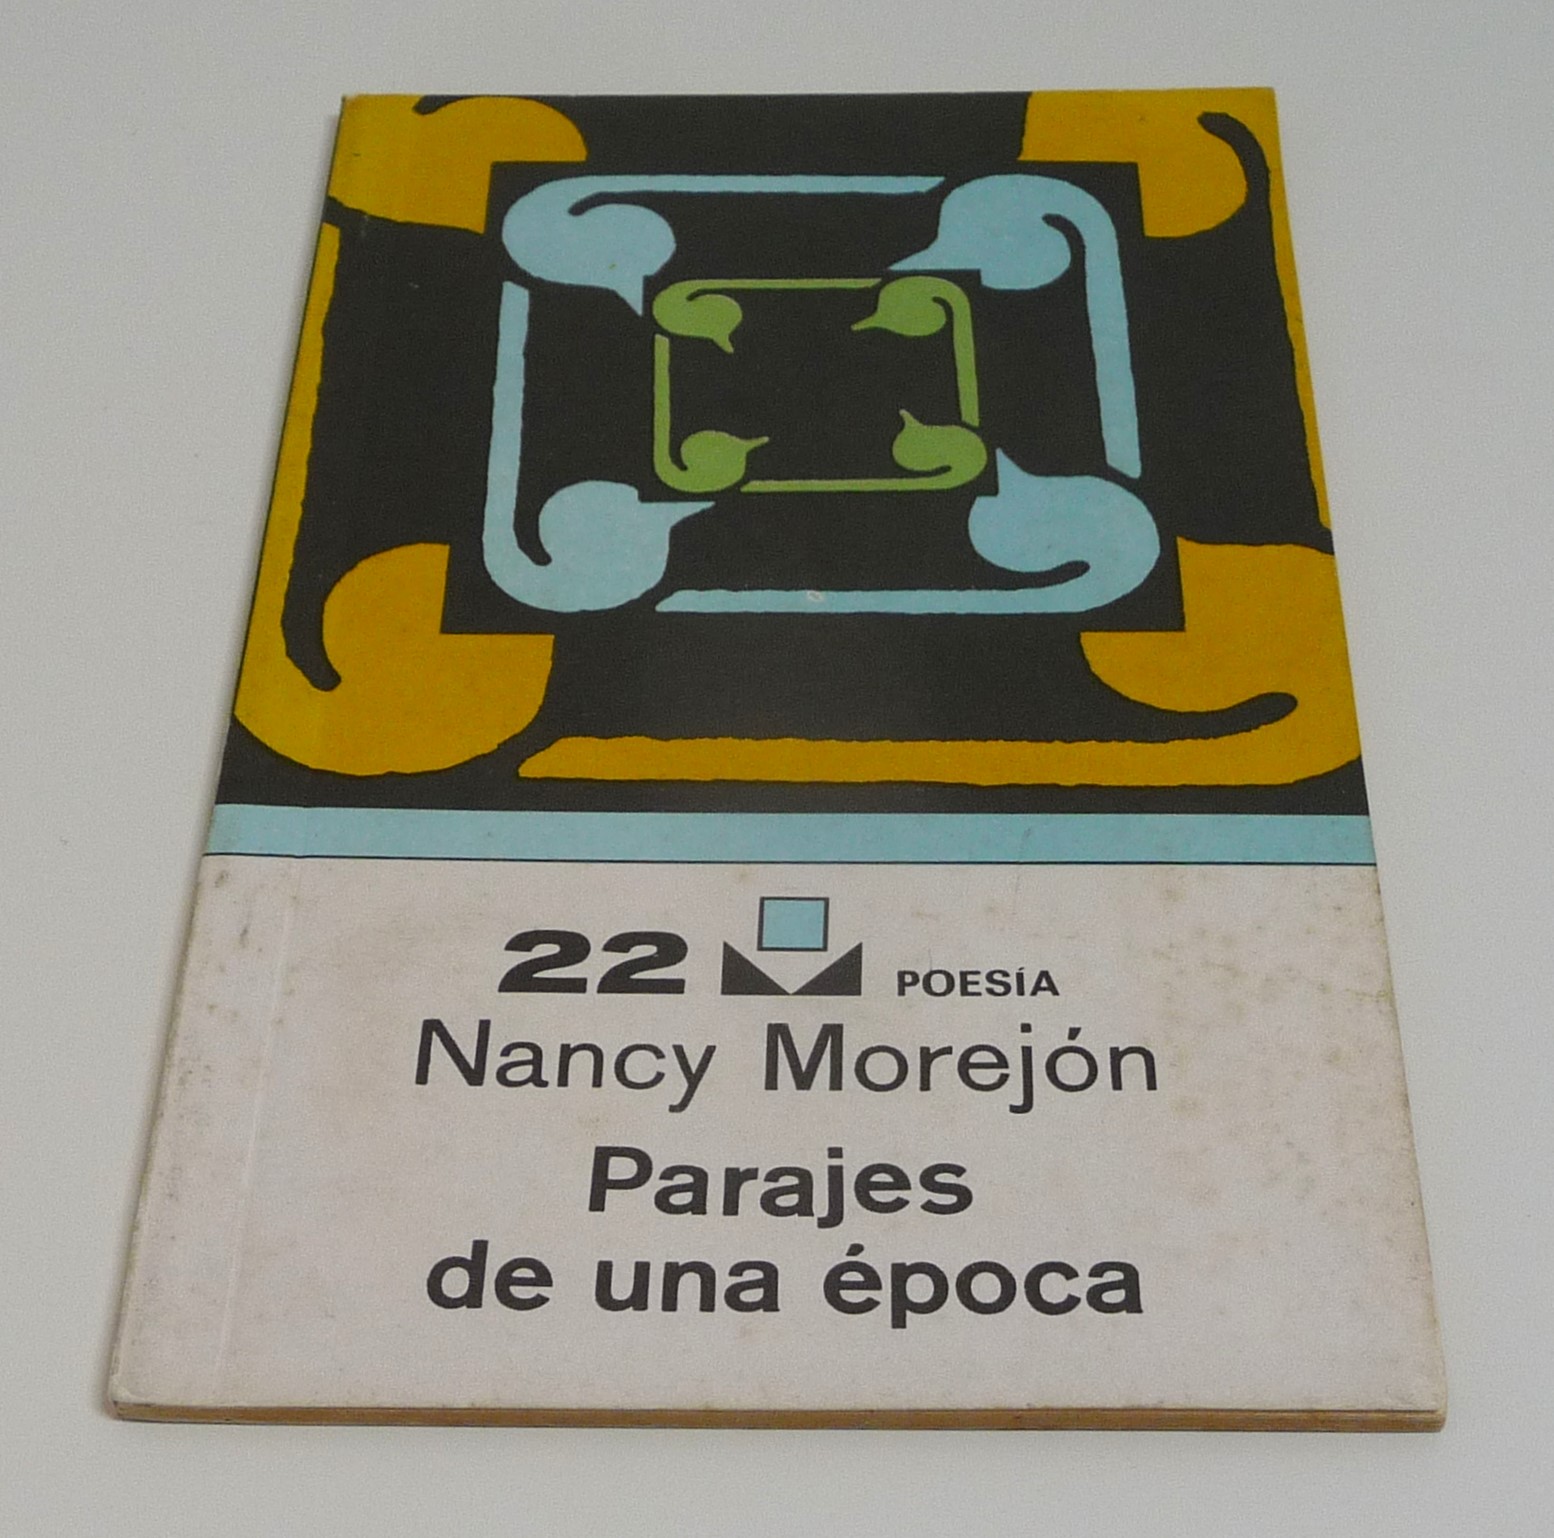 22 POESÍA
Nancy Morejón
Parajes
de una época